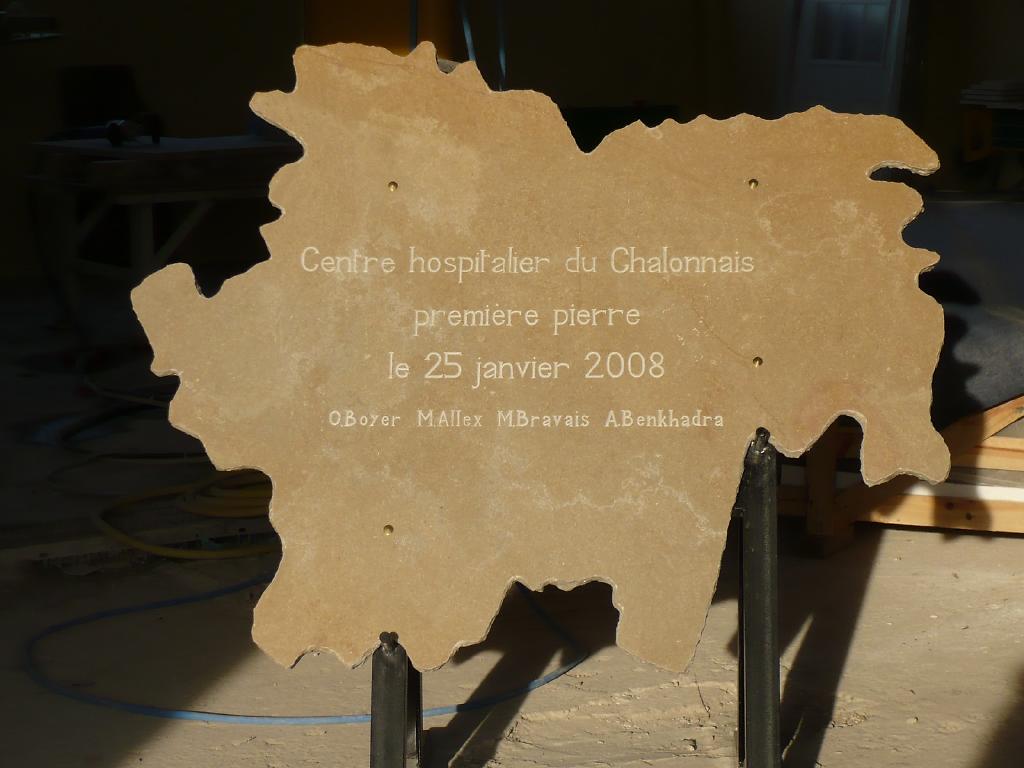 Centre hospitalier du Chalonnais
première pierre
le 25 janvier 2008
O.Boyer M.Allex M.Bravais A.Benkhadra